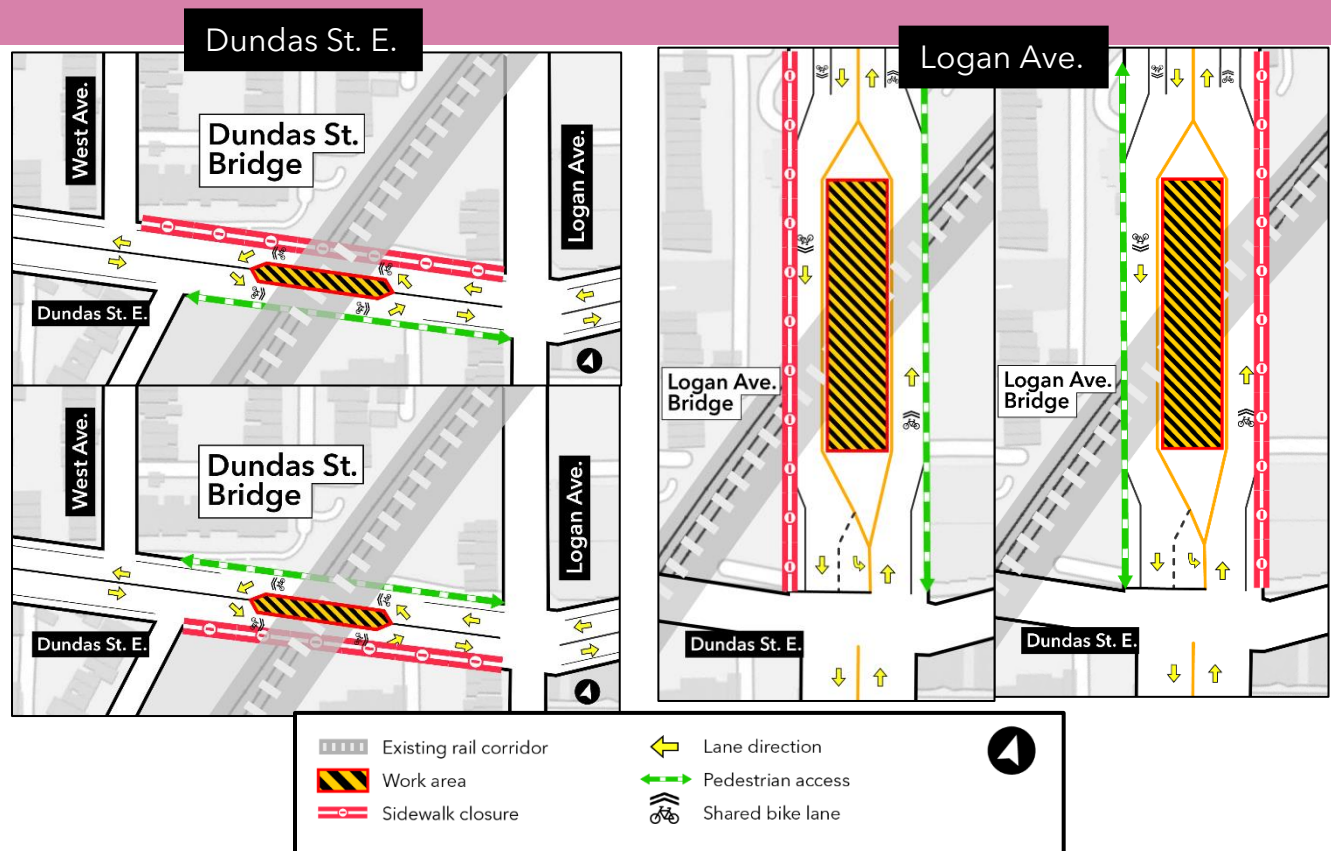 Dundas St. E.
Logan Ave.
West Ave.
Dundas St.
Bridge
Logan Ave.
Dundas St. E.
West Ave.
Dundas St.
Bridge
Logan Ave.
Dundas St. E.
Logan Ave.
Bridge
Dundas St. E.
Logan Ave.
Bridge
Dundas St. E.
Existing rail corridor
Work area
Sidewalk closure
Lane direction
Pedestrian access
Shared bike lane